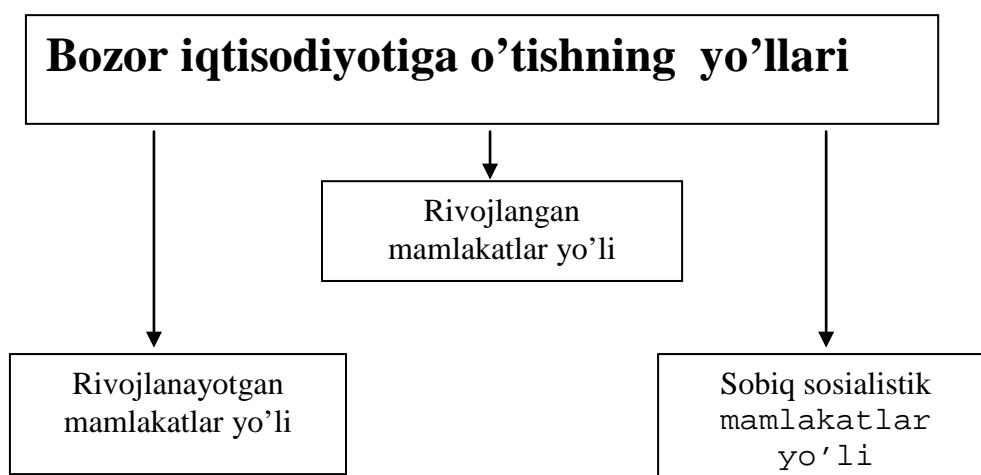 Bozor iqtisodiyotiga o’tishning yo’llari
Rivojlangan
mamlakatlar yo’li
Rivojlanayotgan
mamlakatlar yo’li
Sobiq sosialistik
mamlakatlar
yo’li